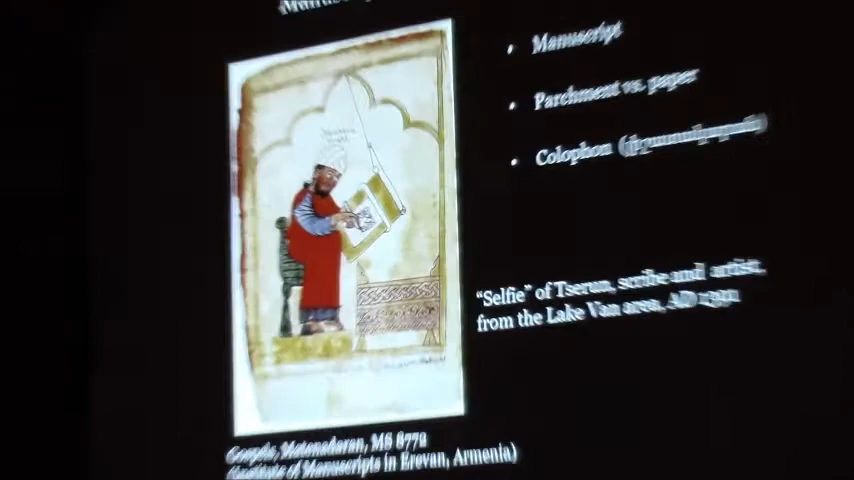 • Manuscript
• Parchment vs. paper
• Colophon
"Selfie" of Tserun, scribe and artist,
from the Lake Van area, AD
Gospels, Matenadaran, MS 8772
(Institute of Manuscripts in Erevan, Armenia)